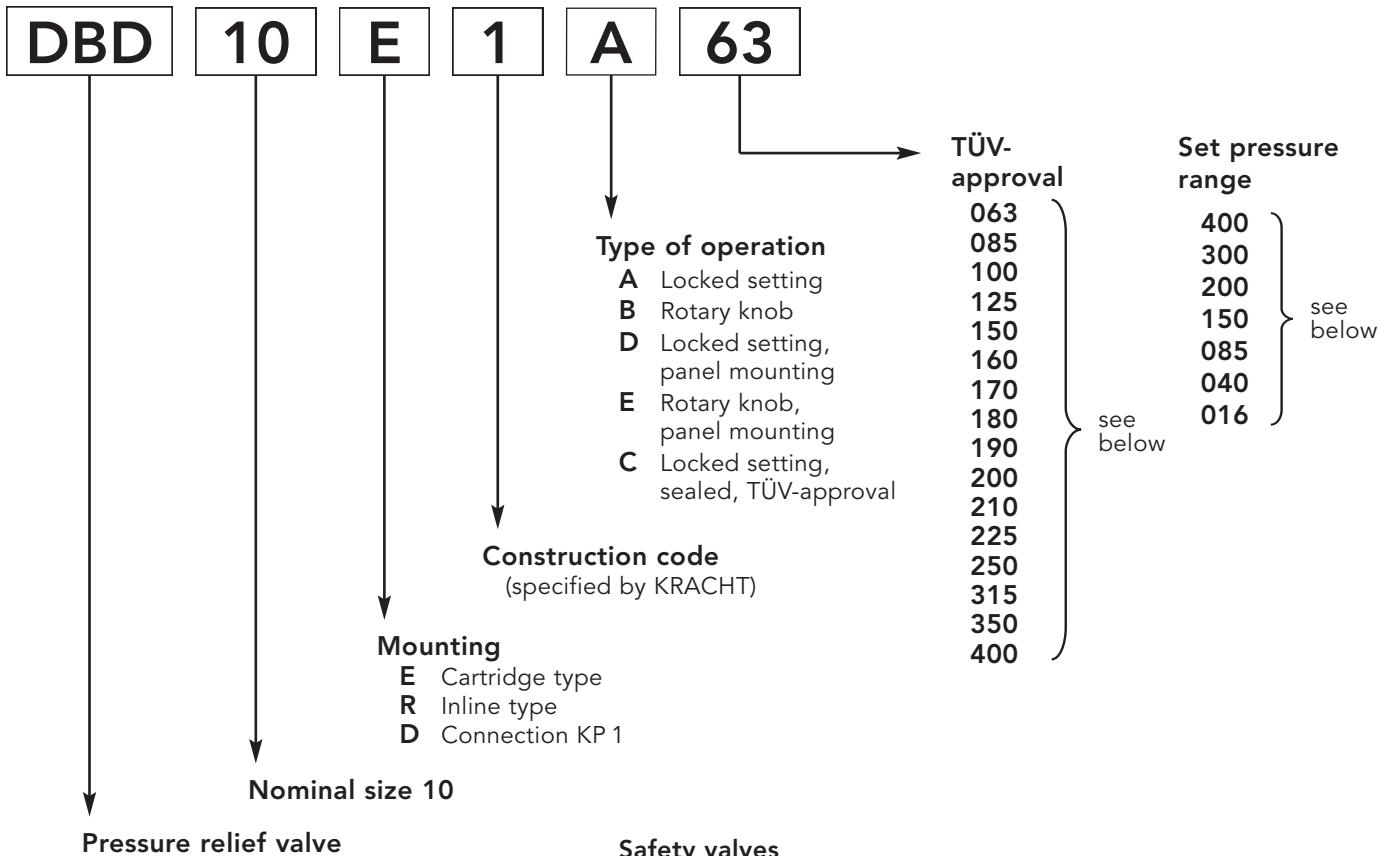 DBD 10 E 1 A 63
TÜV-
approval
063
085
100
125
150
160
170
180
190
200
210
225
250
315
350
400
see
below
Set pressure
range
400
300
200
150
085
040
016
see
below
Type of operation
A Locked setting
B Rotary knob
D Locked setting,
panel mounting
E Rotary knob,
panel mounting
C Locked setting,
sealed, TÜV-approval
Construction code
(specified by KRACHT)
Mounting
E Cartridge type
R Inline type
D Connection KP 1
Nominal size 10
Pressure relief valve
Safety valves